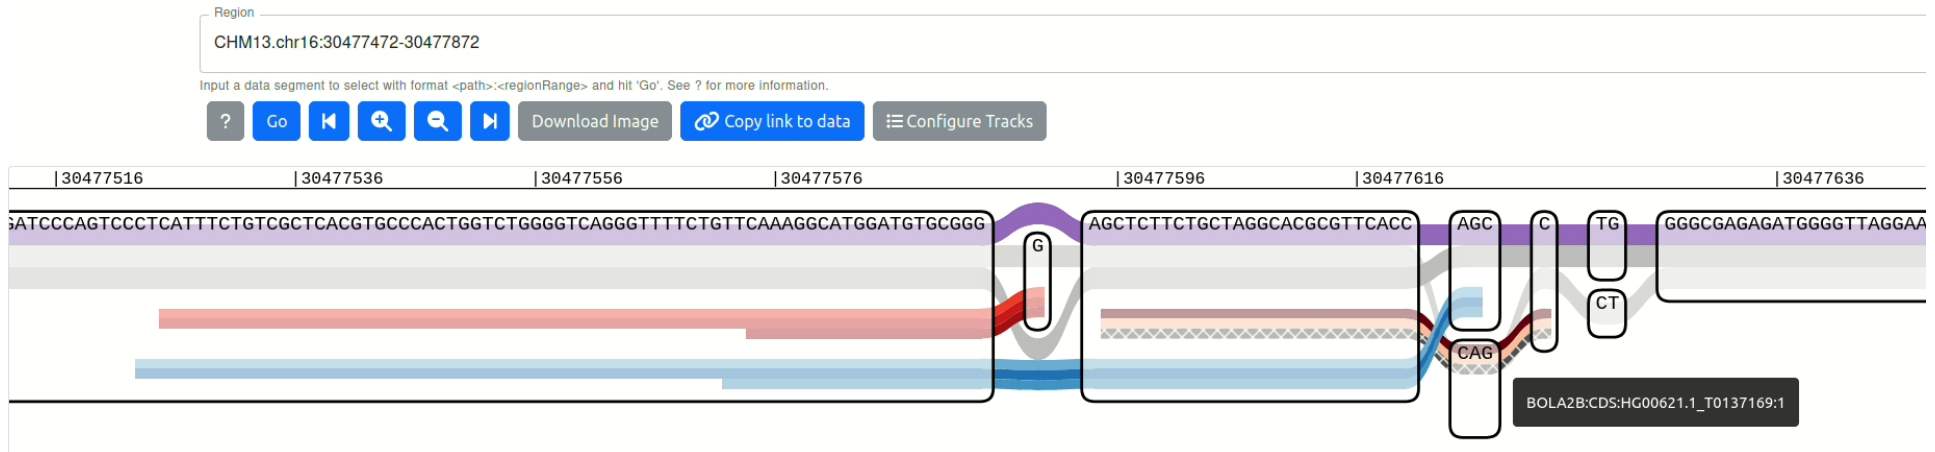 Region
CHM13.chr16:30477472-30477872
Input a data segment to select with format <path>:<regionRange> and hit 'Go'. See ? for more information.
? Go Download Image Copy link to data Configure Tracks
|30477516 |30477536 |30477556 |30477576 |30477596 |30477616 |30477636
GATCCCAGTCCCTCATTTCTGTCGCTCACGTGCCCACTGGTCTGGGGTCAGGGTTTTCTGTTCAAAGGCATGGATGTGCGGG AGCTCTTCTGCTAGGCACGCGTTCACC AGC C TG GGGCGAGAGATGGGGTTAGGAA
G
CT
CAG
BOLA2B:CDS:HG00621.1_T0137169:1